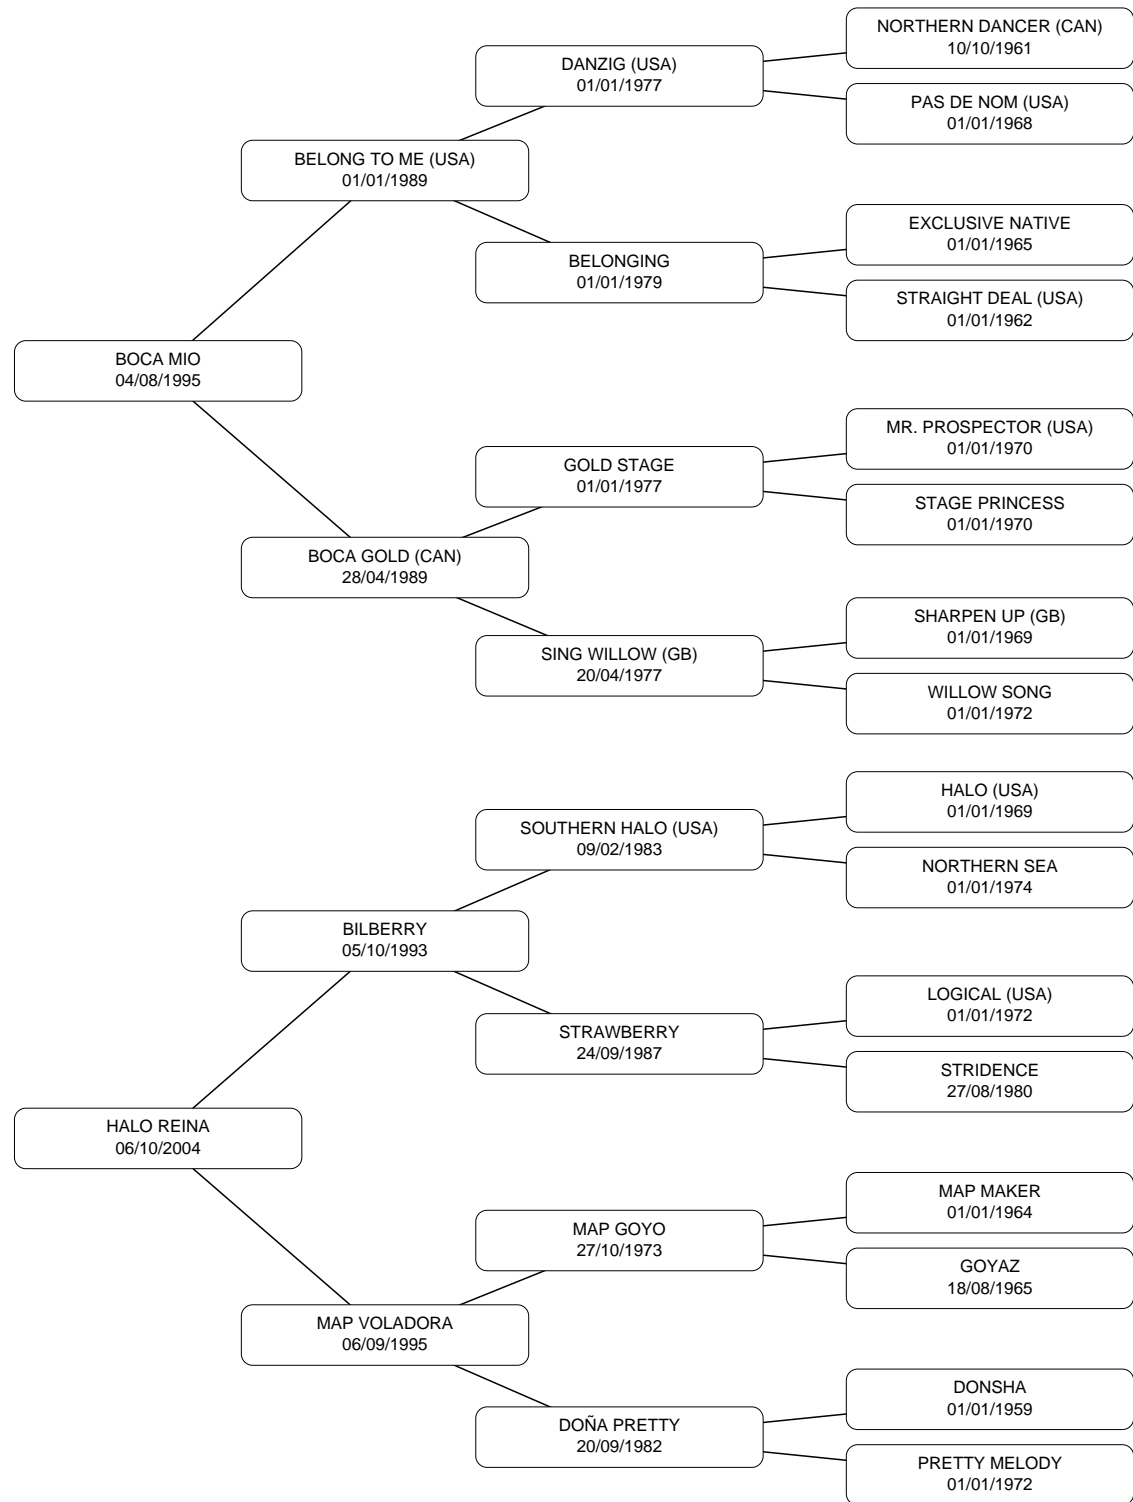 NORTHERN DANCER (CAN)
10/10/1961
DANZIG (USA)
01/01/1977
PAS DE NOM (USA)
01/01/1968
BELONG TO ME (USA)
01/01/1989
EXCLUSIVE NATIVE
01/01/1965
BELONGING
01/01/1979
STRAIGHT DEAL (USA)
01/01/1962
BOCA MIO
04/08/1995
MR. PROSPECTOR (USA)
01/01/1970
GOLD STAGE
01/01/1977
STAGE PRINCESS
01/01/1970
BOCA GOLD (CAN)
28/04/1989
SHARPEN UP (GB)
01/01/1969
SING WILLOW (GB)
20/04/1977
WILLOW SONG
01/01/1972
HALO (USA)
01/01/1969
SOUTHERN HALO (USA)
09/02/1983
NORTHERN SEA
01/01/1974
BILBERRY
05/10/1993
LOGICAL (USA)
01/01/1972
STRAWBERRY
24/09/1987
STRIDENCE
27/08/1980
HALO REINA
06/10/2004
MAP MAKER
01/01/1964
MAP GOYO
27/10/1973
GOYAZ
18/08/1965
MAP VOLADORA
06/09/1995
DONSHA
01/01/1959
DOÑA PRETTY
20/09/1982
PRETTY MELODY
01/01/1972